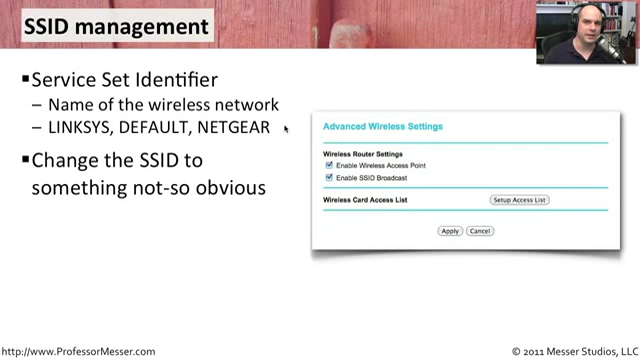 SSID management
▪Service Set Identifier
– Name of the wireless network
– LINKSYS, DEFAULT, NETGEAR
▪Change the SSID to
something not-so obvious
Advanced Wireless Settings
Wireless Router Settings
Enable Wireless Access Point
Enable SSID Broadcast
Wireless Card Access List
Setup Access List
Apply Cancel
http://www.ProfessorMesser.com
© 2011 Messer Studios, LLC